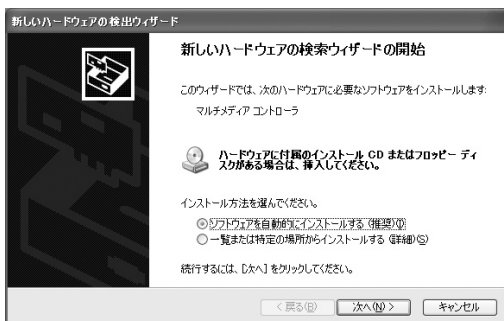 新しいハードウェアの検出ウィザード
新しいハードウェアの検索ウィザードの開始
このウィザードでは、次のハードウェアに必要なソフトウェアをインストールします:
マルチメディア コントローラ
ハードウェアに付属のインストール CD またはフロッピー ディ
スクがある場合は、挿入してください。
インストール方法を選んでください。
ソフトウェアを自動的にインストールする (推奨)(I)
一覧または特定の場所からインストールする (詳細)(S)
続行するには、[次へ] をクリックしてください。
< 戻る(B) 次へ(N) > キャンセル